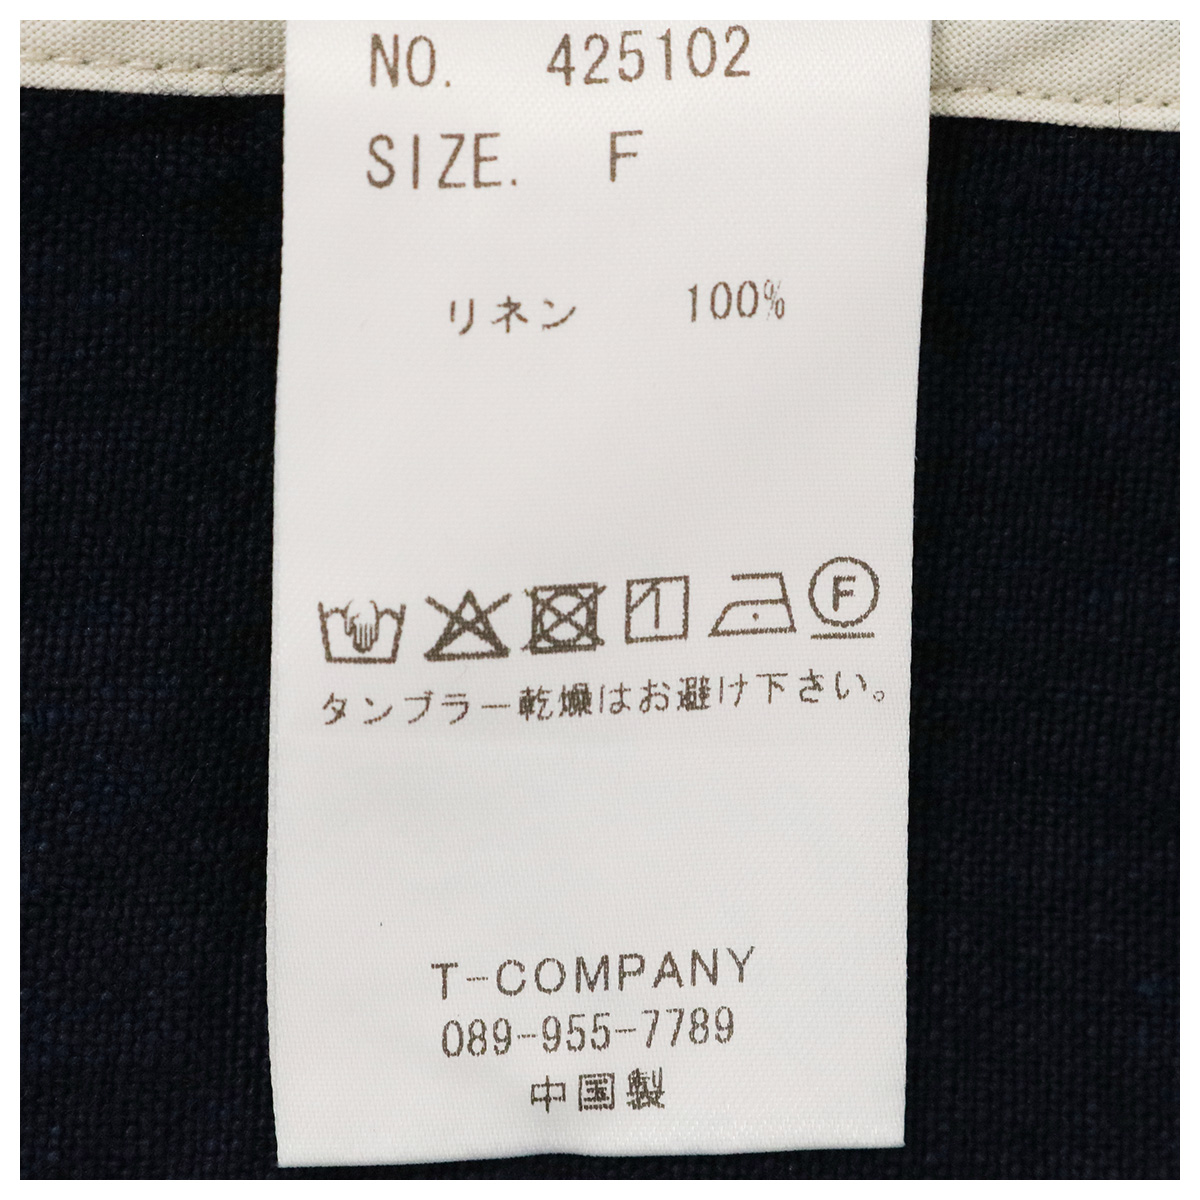 NO. 425102
SIZE. F
リネン 100%
F
タンブラー乾燥はお避け下さい。
T-COMPANY
089-955-7789
中国製